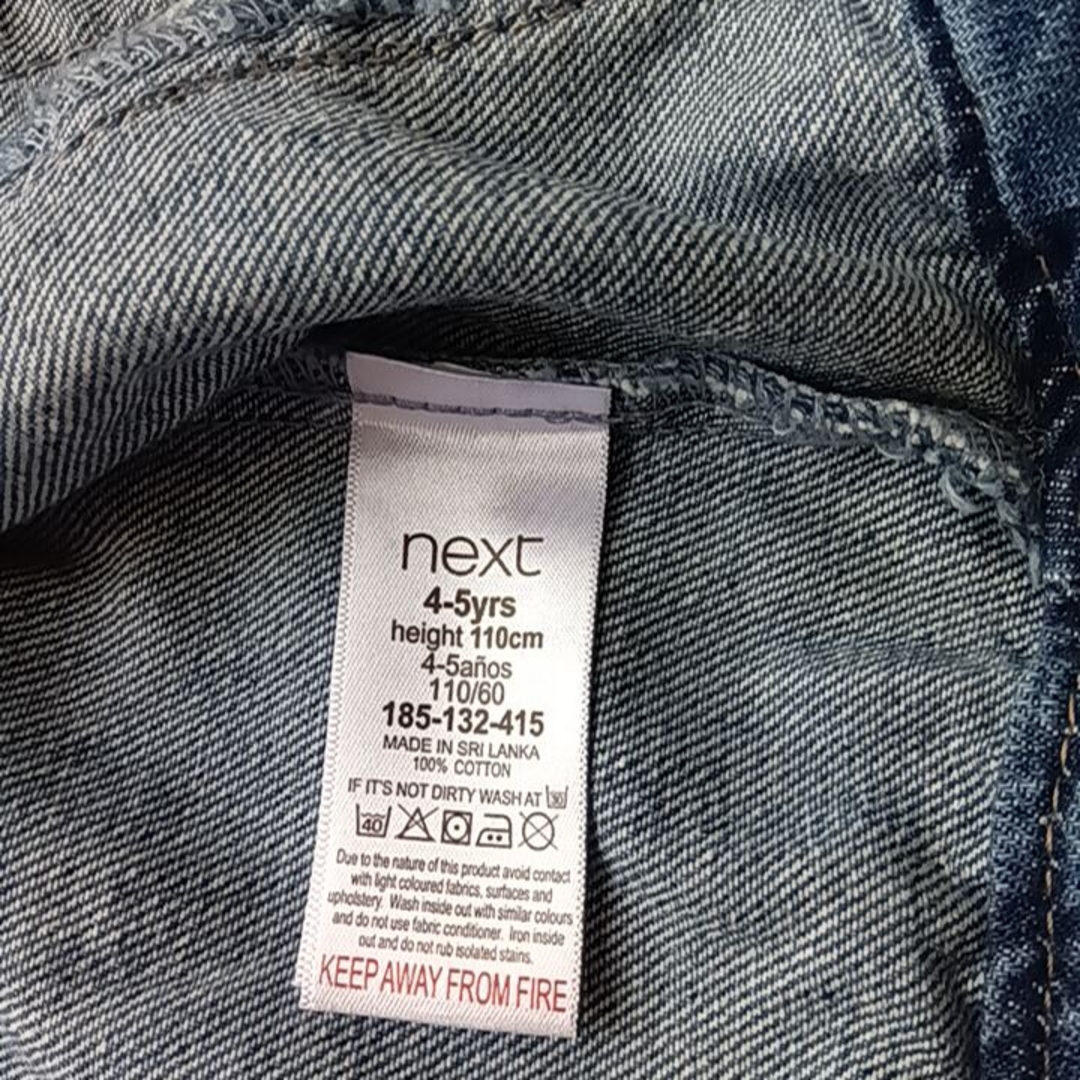 next
4-5yrs
height 110cm
4-5años
110/60
185-132-415
MADE IN SRI LANKA
100% COTTON
IF IT'S NOT DIRTY WASH AT 30
40
Due to the nature of this product avoid contact
with light coloured fabrics, surfaces and
upholstery. Wash inside out with similar colours
and do not use fabric conditioner. Iron inside
out and do not rub isolated stains.
KEEP AWAY FROM FIRE